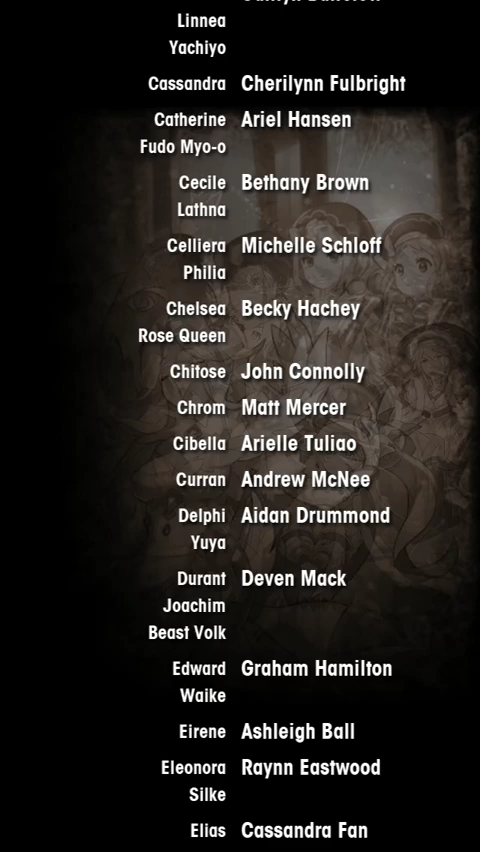 Linnea
Yachiyo
Cassandra Cherilynn Fulbright
Catherine Ariel Hansen
Fudo Myo-o
Cecile Bethany Brown
Lathna
Celliera Michelle Schloff
Philia
Chelsea Becky Hachey
Rose Queen
Chitose John Connolly
Chrom Matt Mercer
Cibella Arielle Tuliao
Curran Andrew McNee
Delphi Aidan Drummond
Yuya
Durant Deven Mack
Joachim
Beast Volk
Edward Graham Hamilton
Waike
Eirene Ashleigh Ball
Eleonora Raynn Eastwood
Silke
Elias Cassandra Fan